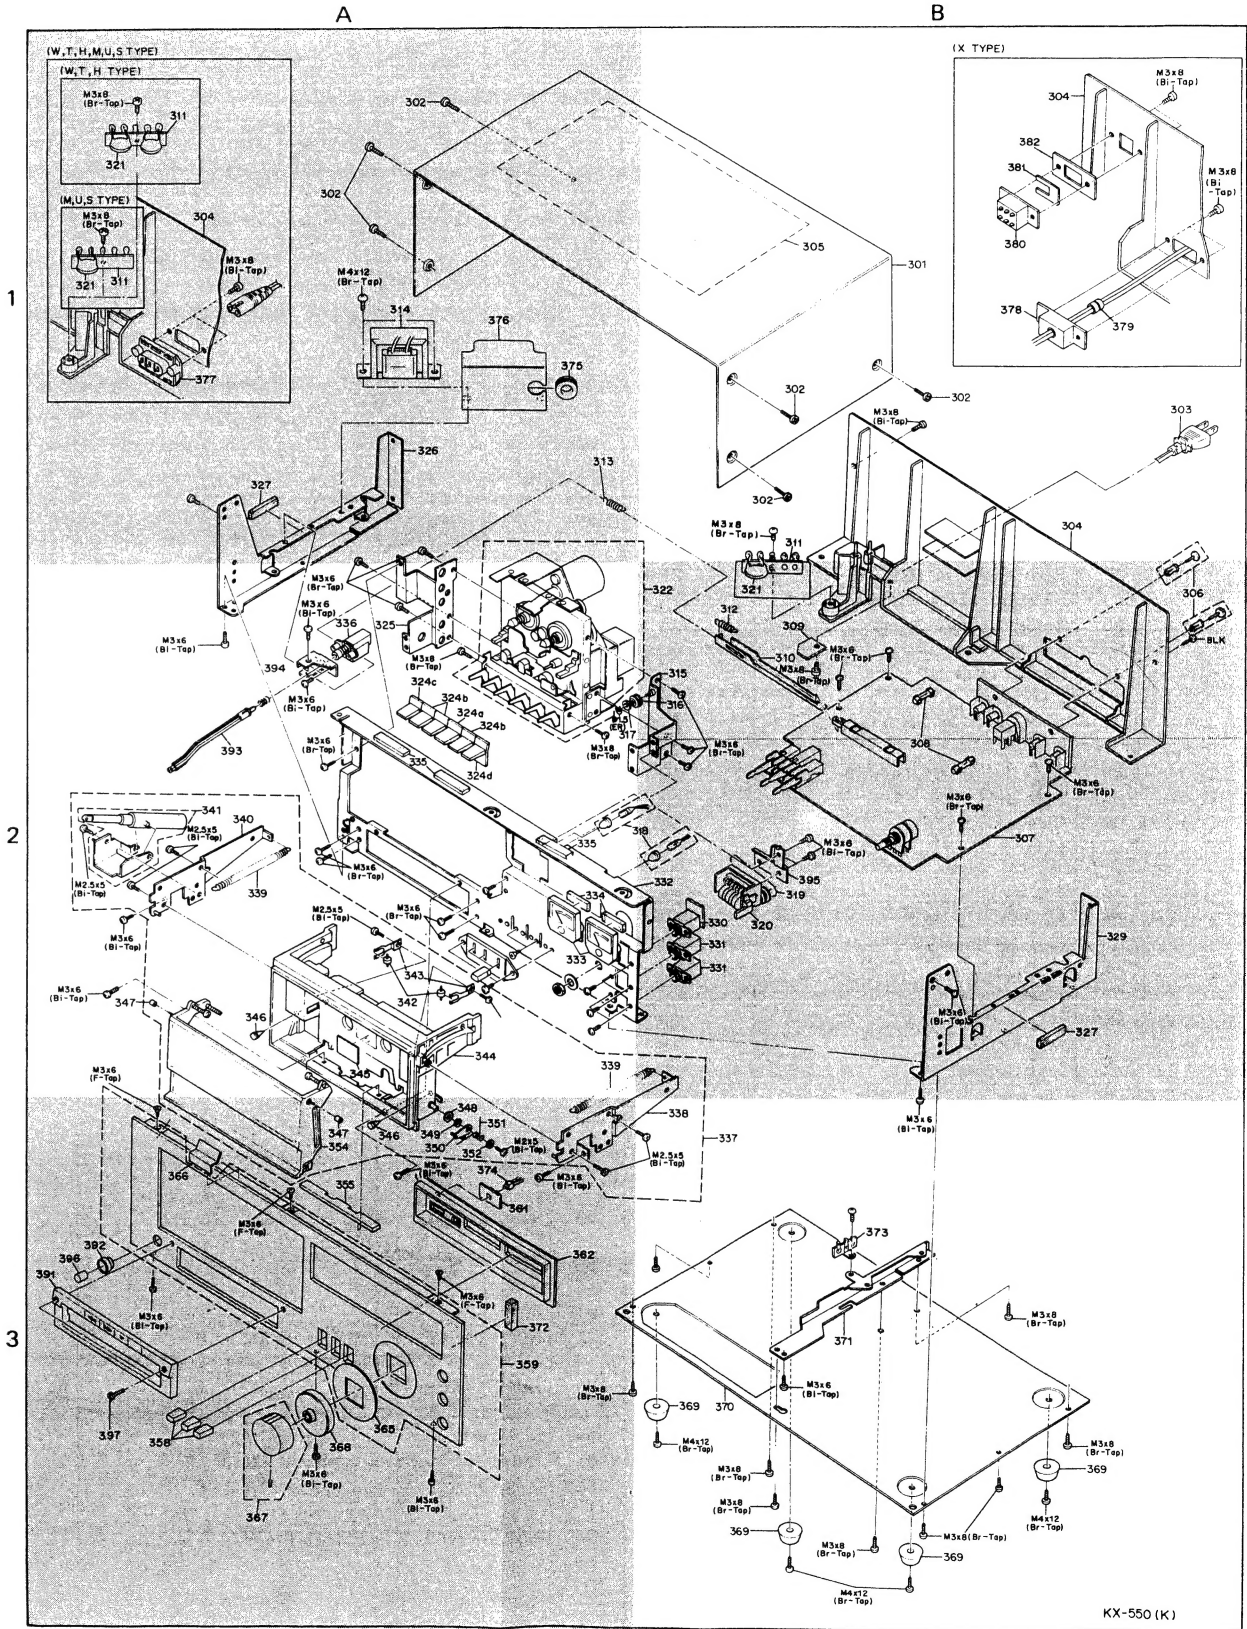 A
B
(W,T,H,M,U,S TYPE)
(W,T,H TYPE)
M3x8
(Br-Tap)
311
321
(M,U,S TYPE)
M3x8
(Br-Tap)
304
321
311
M3x8
(Bi-Tap)
377
302
302
305
301
M4x12
(Br-Tap)
314
376
375
302
302
302
(X TYPE)
M3x8
(Bi-Tap)
304
382
381
380
M3x8
(Bi
-Tap)
378
379
1
303
M3x8
(Bi-Tap)
326
327
313
M3x8
(Br-Tap)
311
321
304
306
BLK
M3x6
(Br-Tap)
M3x6
(Bi-Tap)
336
325
M3x8
(Br-Tap)
322
312
309
310
M3x8
(Br-Tap)
M3x6
(Br-Tap)
M3x6
(Bi-Tap)
394
M3x6
(Bi-Tap)
393
324c
324b
324a
324b
324d
315
316
317
(ER)
M3x8
(Br-Tap)
M3x6
(Br-Tap)
308
M3x6
(Br-Tap)
M3x6
(Br-Tap)
335
M3x6
(Br-Tap)
307
2
341
340
M2.5x5
(Bi-Tap)
M2.5x5
(Bi-Tap)
339
M3x6
(Bi-Tap)
M3x6
(Br-Tap)
318
335
332
M3x6
(Bi-Tap)
395
319
320
334
333
330
331
331
M3x6
(Br-Tap)
M2.5x5
(Bi-Tap)
343
342
329
M3x6
(Bi-Tap)
327
M3x6
(Bi-Tap)
347
346
344
345
339
338
337
M3x6
(Bi-Tap)
M3x6
(F-Tap)
347
354
346
348
349
350
351
352
M2x5
(Bi-Tap)
M2.5x5
(Bi-Tap)
M3x6
(Bi-Tap)
M3x6
(Bi-Tap)
374
361
366
355
M3x6
(F-Tap)
362
M3x6
(F-Tap)
373
371
M3x8
(Br-Tap)
396
392
391
M3x6
(Bi-Tap)
372
359
3
397
358
365
368
M3x6
(Bi-Tap)
367
M3x6
(Bi-Tap)
M3x8
(Br-Tap)
369
M4x12
(Br-Tap)
370
M3x6
(Bi-Tap)
M3x8
(Br-Tap)
M3x8
(Br-Tap)
369
M3x8
(Br-Tap)
M4x12
(Br-Tap)
369
M3x8(Br-Tap)
M3x8
(Br-Tap)
369
M4x12
(Br-Tap)
KX-550 (K)